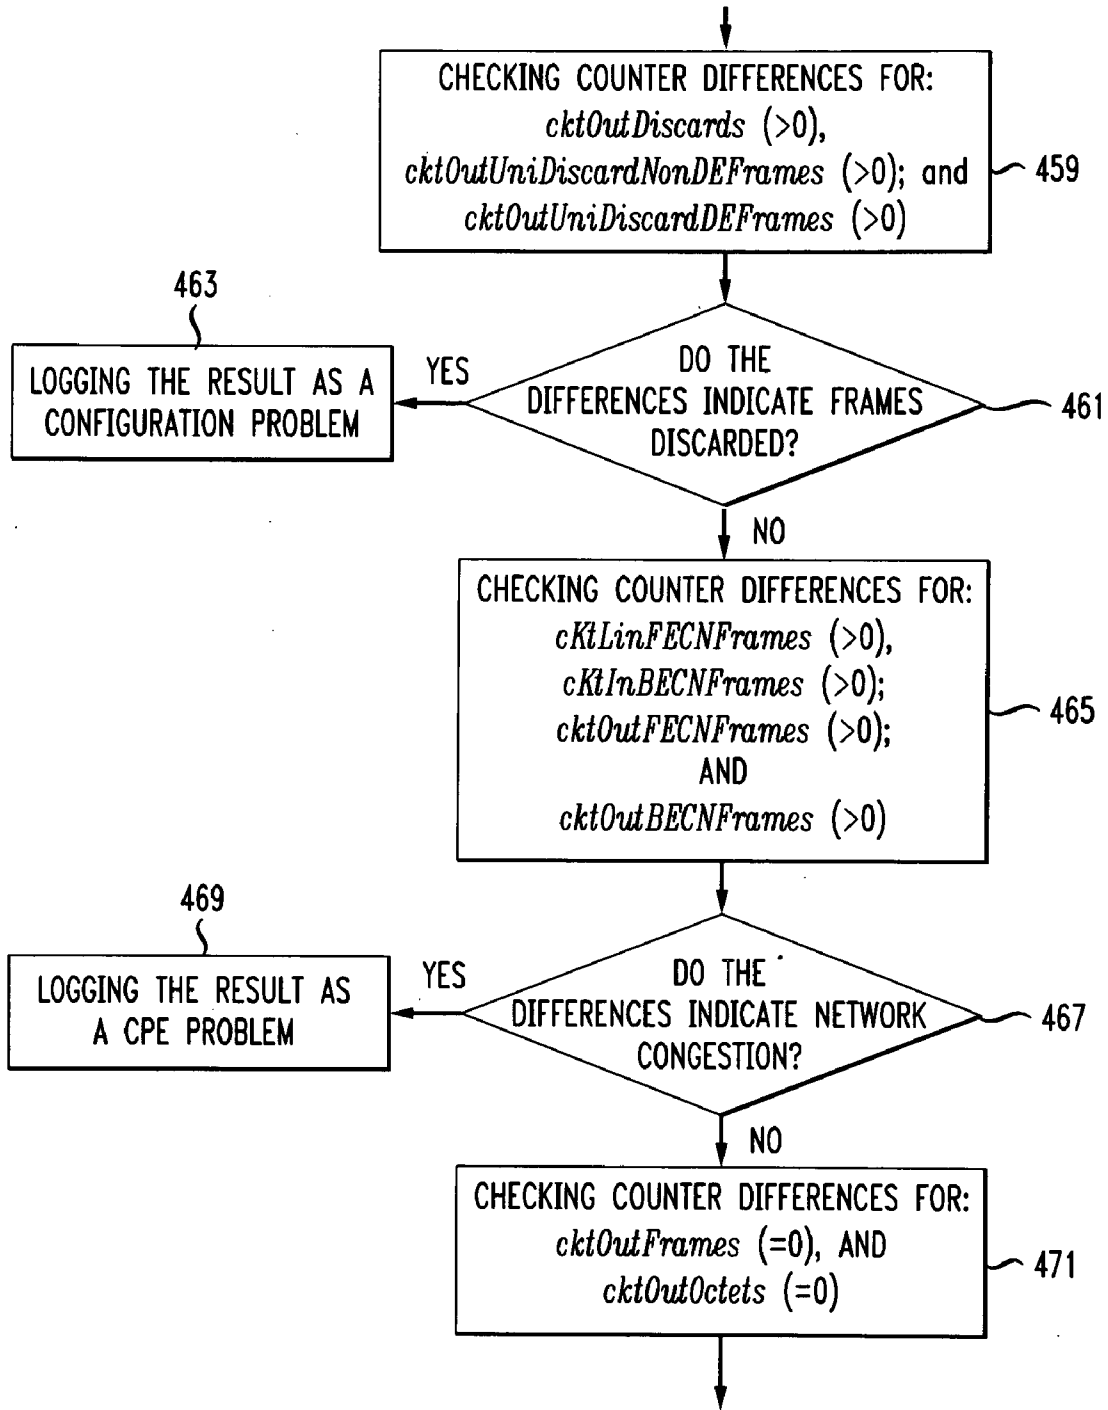 CHECKING COUNTER DIFFERENCES FOR:
cktOutDiscards (>0),
cktOutUniDiscardNonDEFrames (>0); and
cktOutUniDiscardDEFrames (>0)
459
463
LOGGING THE RESULT AS A
CONFIGURATION PROBLEM
YES
DO THE
DIFFERENCES INDICATE FRAMES
DISCARDED?
461
NO
CHECKING COUNTER DIFFERENCES FOR:
cKtLinFECNFrames (>0),
cKtInBECNFrames (>0);
cktOutFECNFrames (>0);
AND
cktOutBECNFrames (>0)
465
469
LOGGING THE RESULT AS
A CPE PROBLEM
YES
DO THE
DIFFERENCES INDICATE NETWORK
CONGESTION?
467
NO
CHECKING COUNTER DIFFERENCES FOR:
cktOutFrames (=0), AND
cktOutOctets (=0)
471